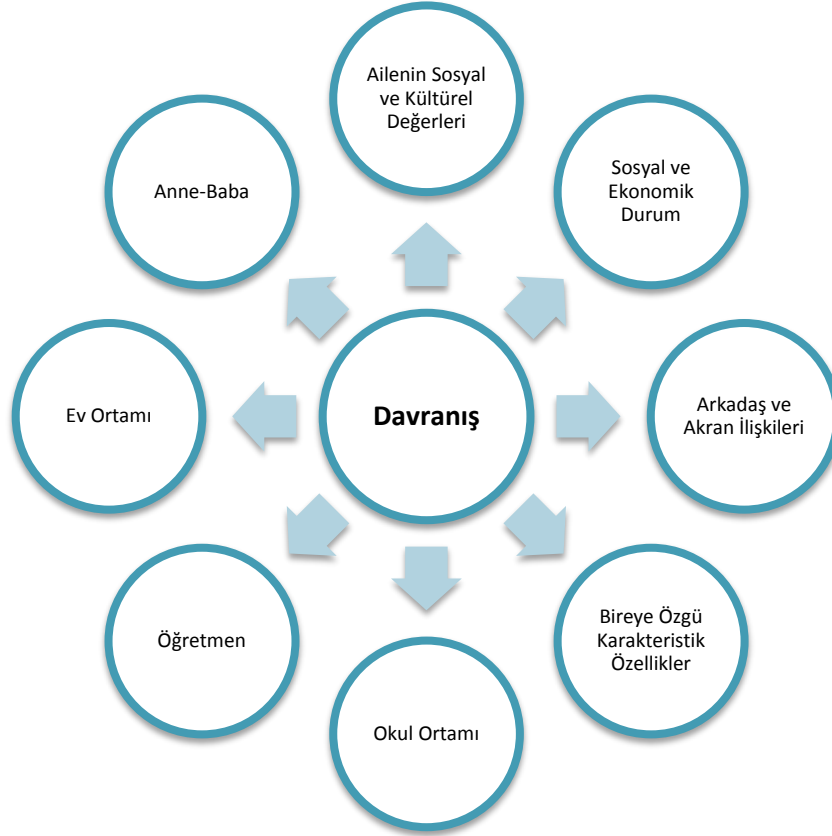 Ailenin Sosyal
ve Kültürel
Değerleri
Sosyal ve
Ekonomik
Durum
Arkadaş ve
Akran İlişkileri
Bireye Özgü
Karakteristik
Özellikler
Okul Ortamı
Öğretmen
Ev Ortamı
Anne-Baba
Davranış